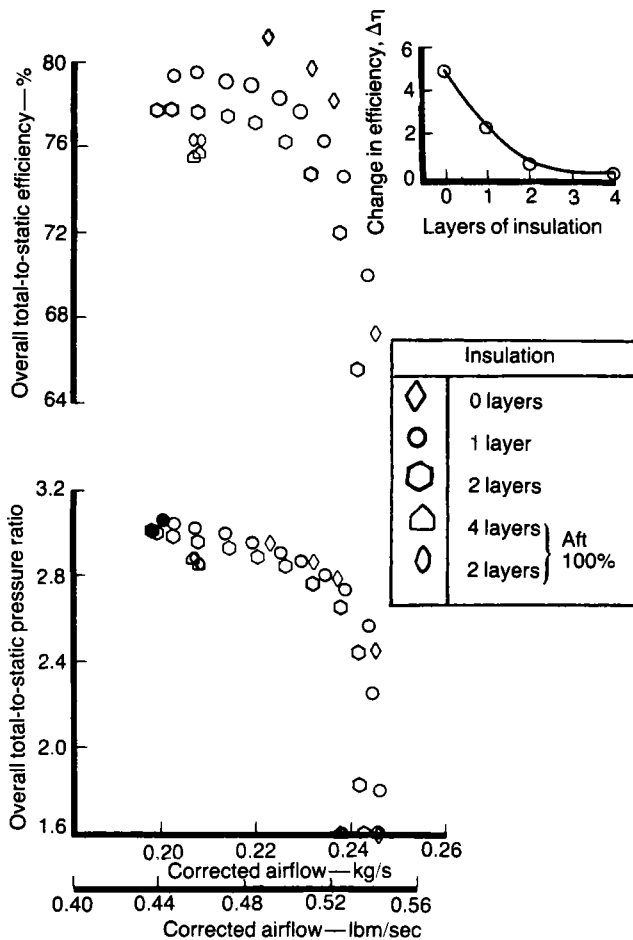 Overall total-to-static efficiency—%
80
76
72
68
64
Change in efficiency, Δη
6
4
2
0
0 1 2 3 4
Layers of insulation
Insulation
0 layers
1 layer
2 layers
4 layers
2 layers
Aft
100%
Overall total-to-static pressure ratio
3.2
2.8
2.4
2.0
1.6
0.20 0.22 0.24 0.26
Corrected airflow—kg/s
0.40 0.44 0.48 0.52 0.56
Corrected airflow—lbm/sec